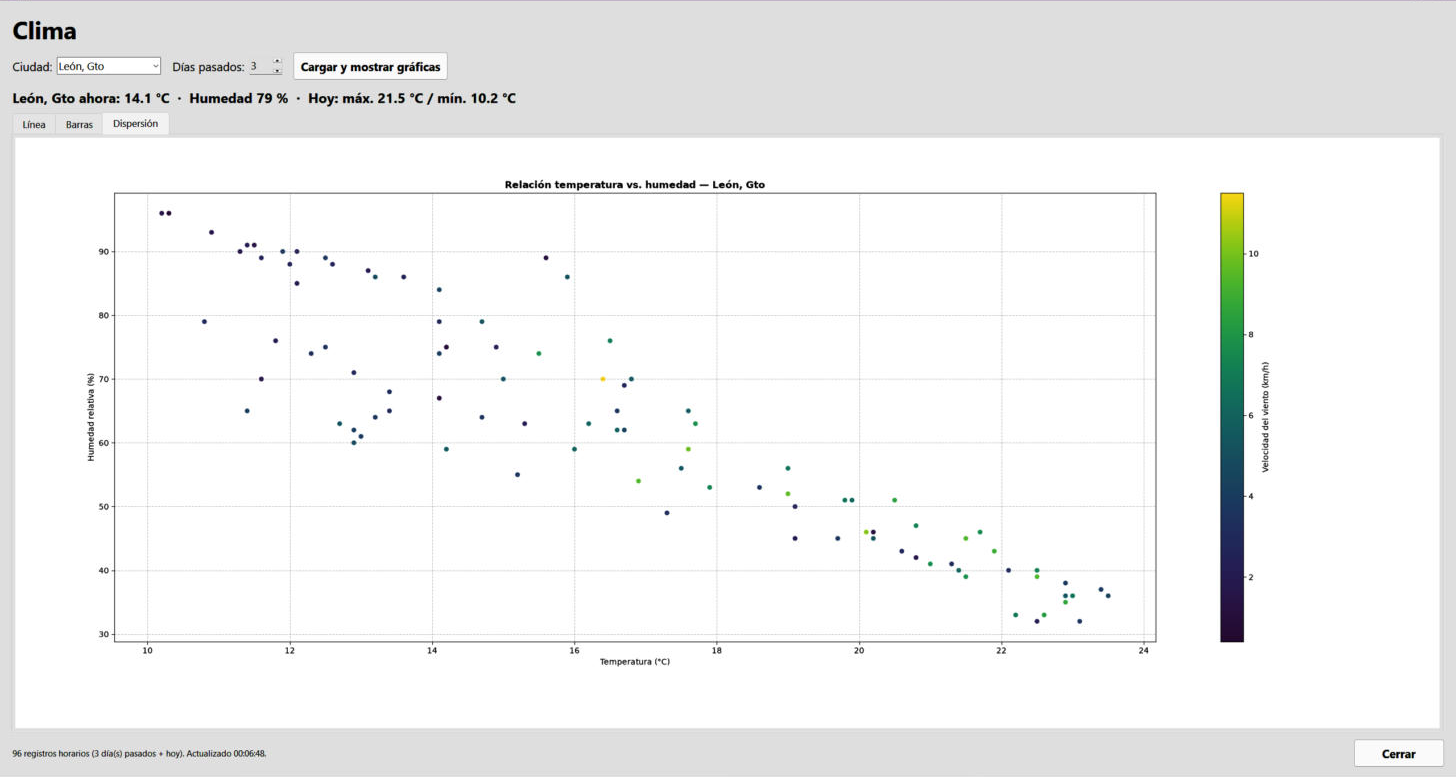 Clima
Ciudad: León, Gto Días pasados: 3 Cargar y mostrar gráficas
León, Gto ahora: 14.1 °C · Humedad 79 % · Hoy: máx. 21.5 °C / mín. 10.2 °C
Línea Barras Dispersión
Relación temperatura vs. humedad — León, Gto
90
80
70
60
50
40
30
Humedad relativa (%)
10 12 14 16 18 20 22 24
Temperatura (°C)
10
8
6
4
2
Velocidad del viento (km/h)
96 registros horarios (3 día(s) pasados + hoy). Actualizado 00:06:48.
Cerrar